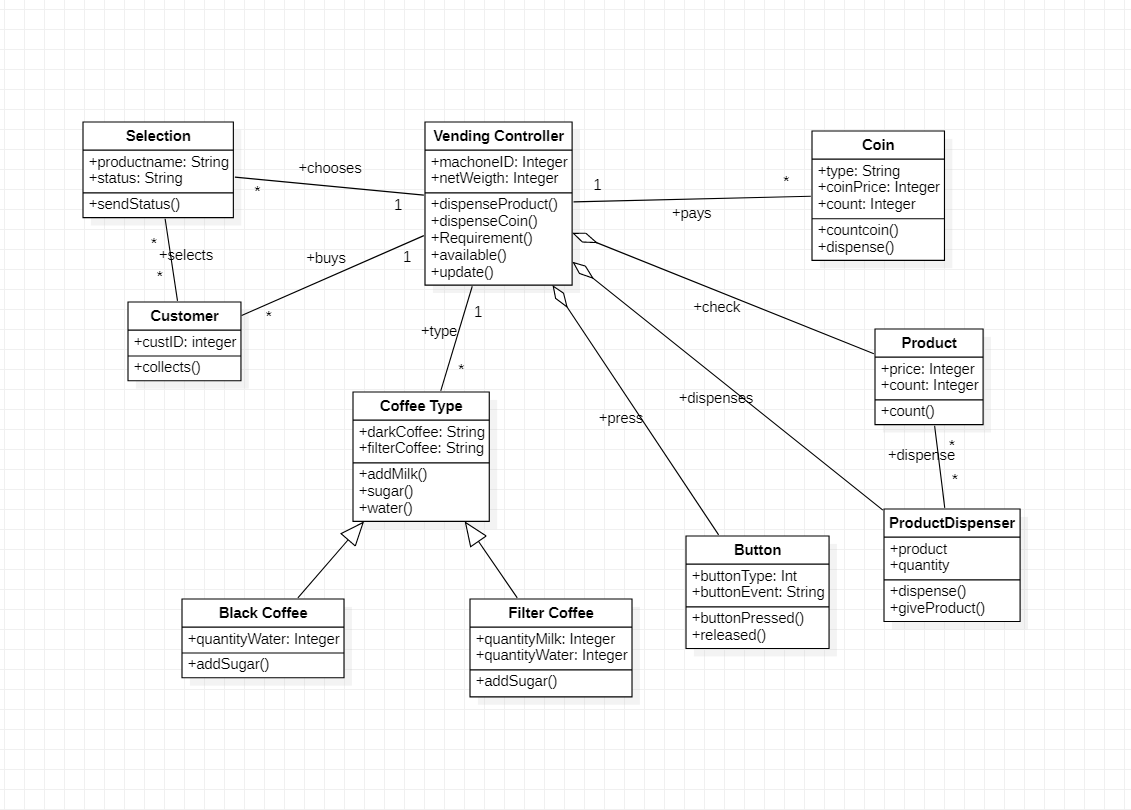 Selection
+productname: String
+status: String
+sendStatus()
+chooses
*
1
Vending Controller
+machoneID: Integer
+netWeigth: Integer
+dispenseProduct()
+dispenseCoin()
+Requirement()
+available()
+update()
1
*
+pays
Coin
+type: String
+coinPrice: Integer
+count: Integer
+countcoin()
+dispense()
*
+selects
*
+buys
1
*
Customer
+custID: integer
+collects()
1
+type
*
+check
Product
+price: Integer
+count: Integer
+count()
Coffee Type
+darkCoffee: String
+filterCoffee: String
+addMilk()
+sugar()
+water()
+press
+dispenses
*
+dispense
*
ProductDispenser
+product
+quantity
+dispense()
+giveProduct()
Button
+buttonType: Int
+buttonEvent: String
+buttonPressed()
+released()
Black Coffee
+quantityWater: Integer
+addSugar()
Filter Coffee
+quantityMilk: Integer
+quantityWater: Integer
+addSugar()